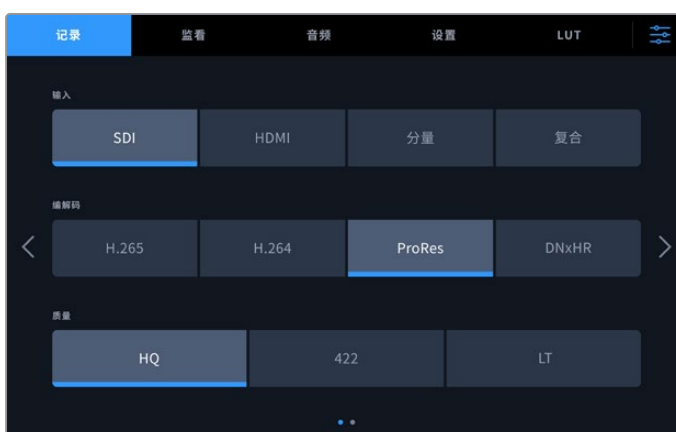 记录 监看 音频 设置 LUT
输入
SDI HDMI 分量 复合
编解码
H.265 H.264 ProRes DNxHR
质量
HQ 422 LT